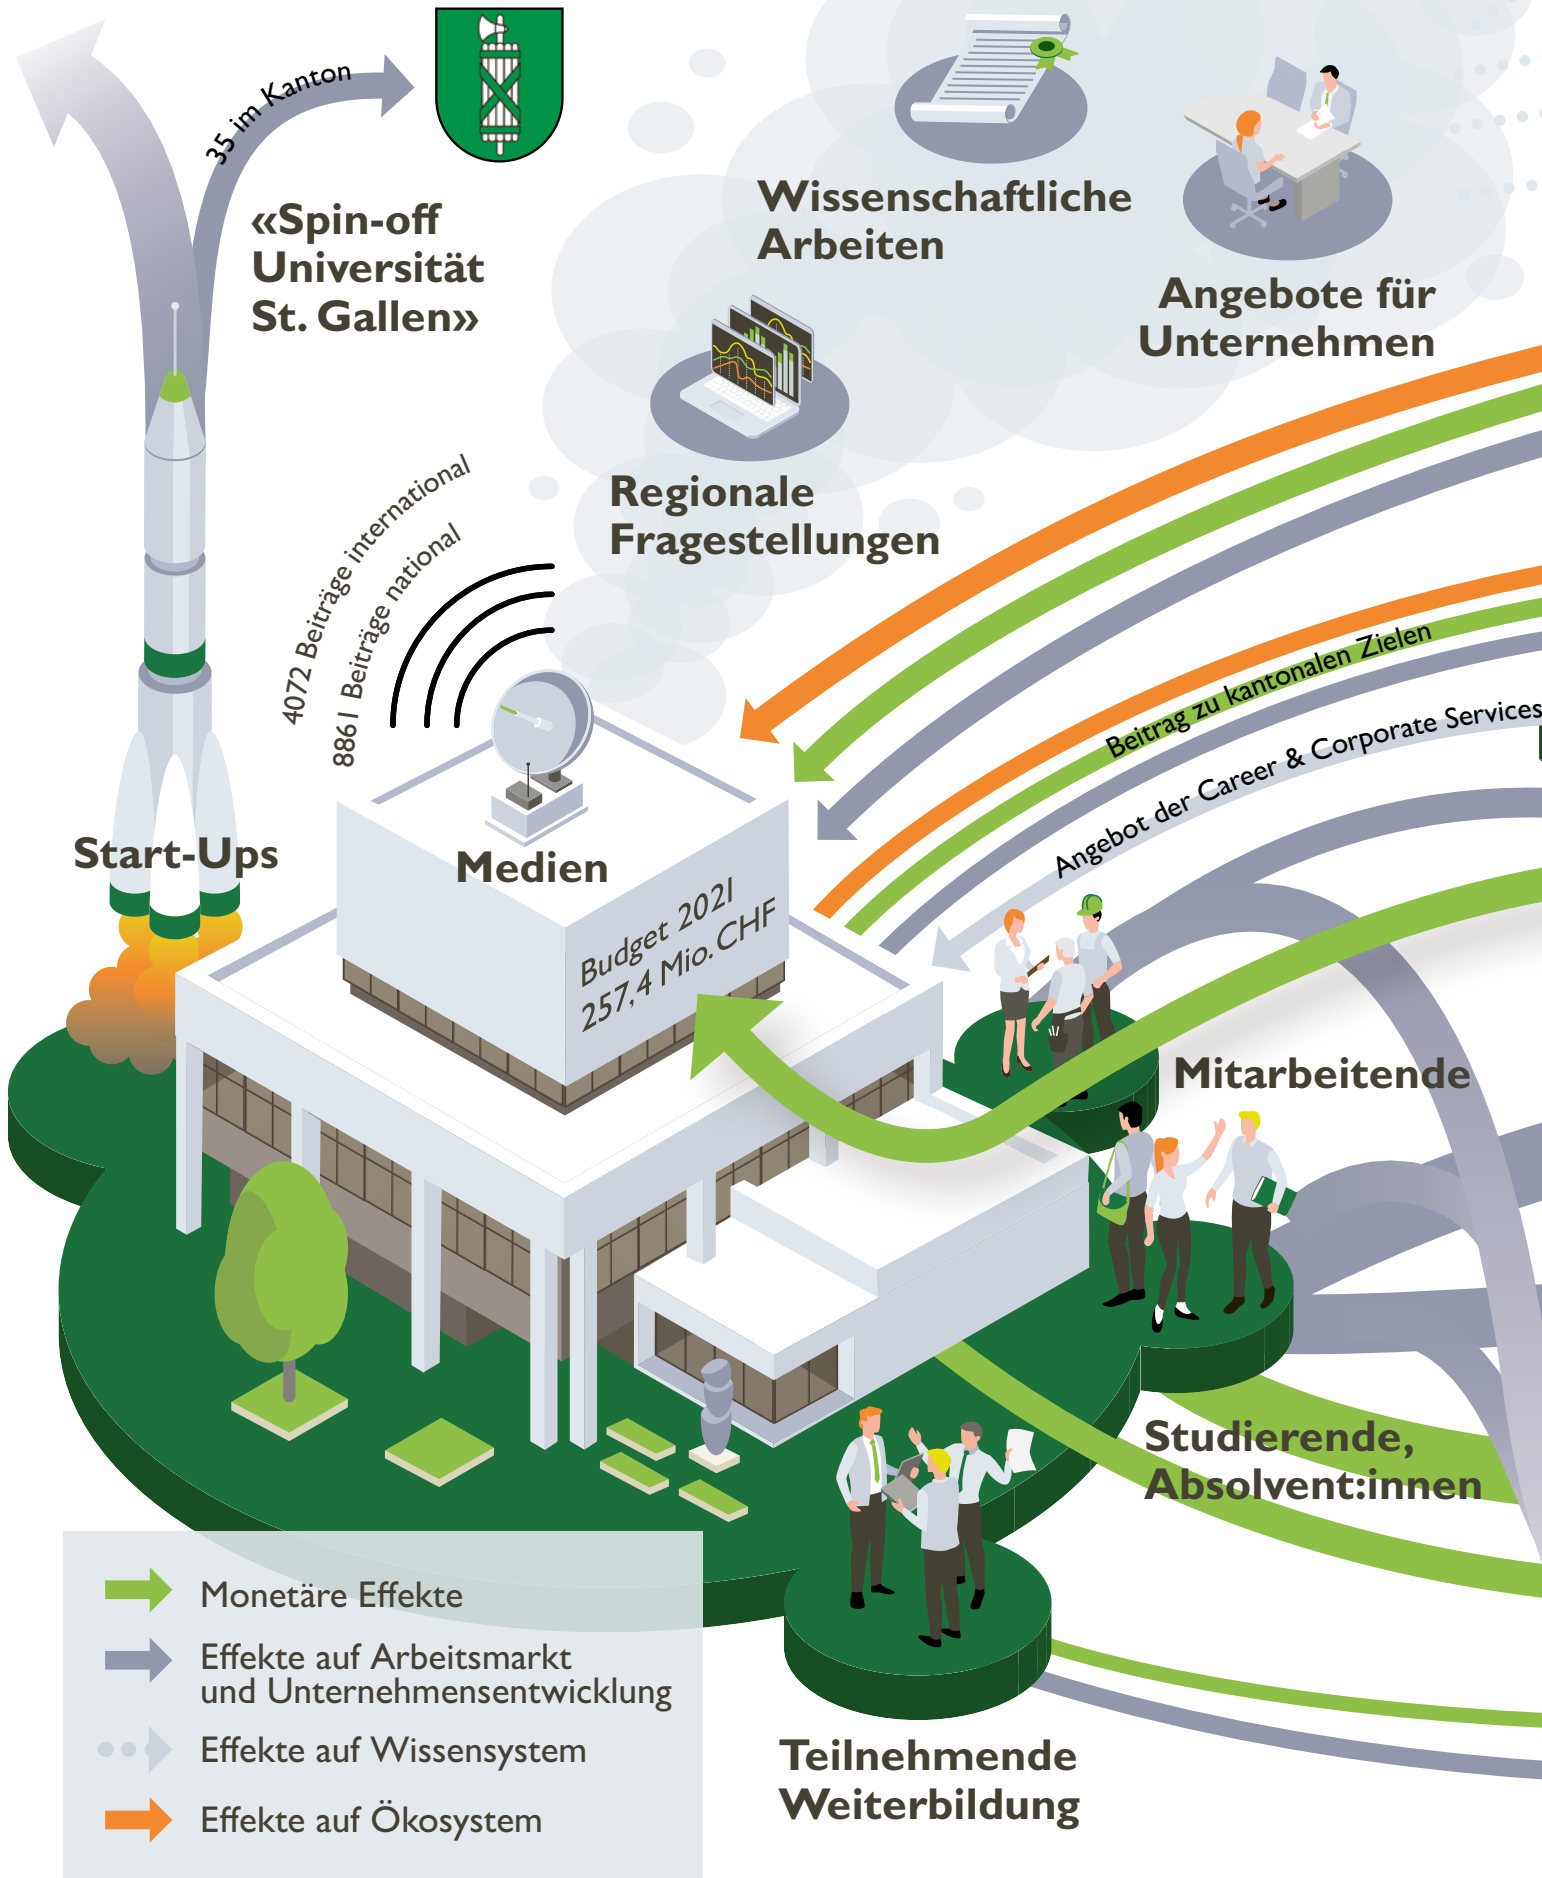 35 im Kanton
«Spin-off
Universität
St. Gallen»
Wissenschaftliche
Arbeiten
Angebote für
Unternehmen
Regionale
Fragestellungen
4072 Beiträge international
8861 Beiträge national
Beitrag zu kantonalen Zielen
Angebot der Career & Corporate Services
Start-Ups
Medien
Budget 2021
257,4 Mio. CHF
Mitarbeitende
Studierende,
Absolvent:innen
Teilnehmende
Weiterbildung
Monetäre Effekte
Effekte auf Arbeitsmarkt
und Unternehmensentwicklung
Effekte auf Wissensystem
Effekte auf Ökosystem